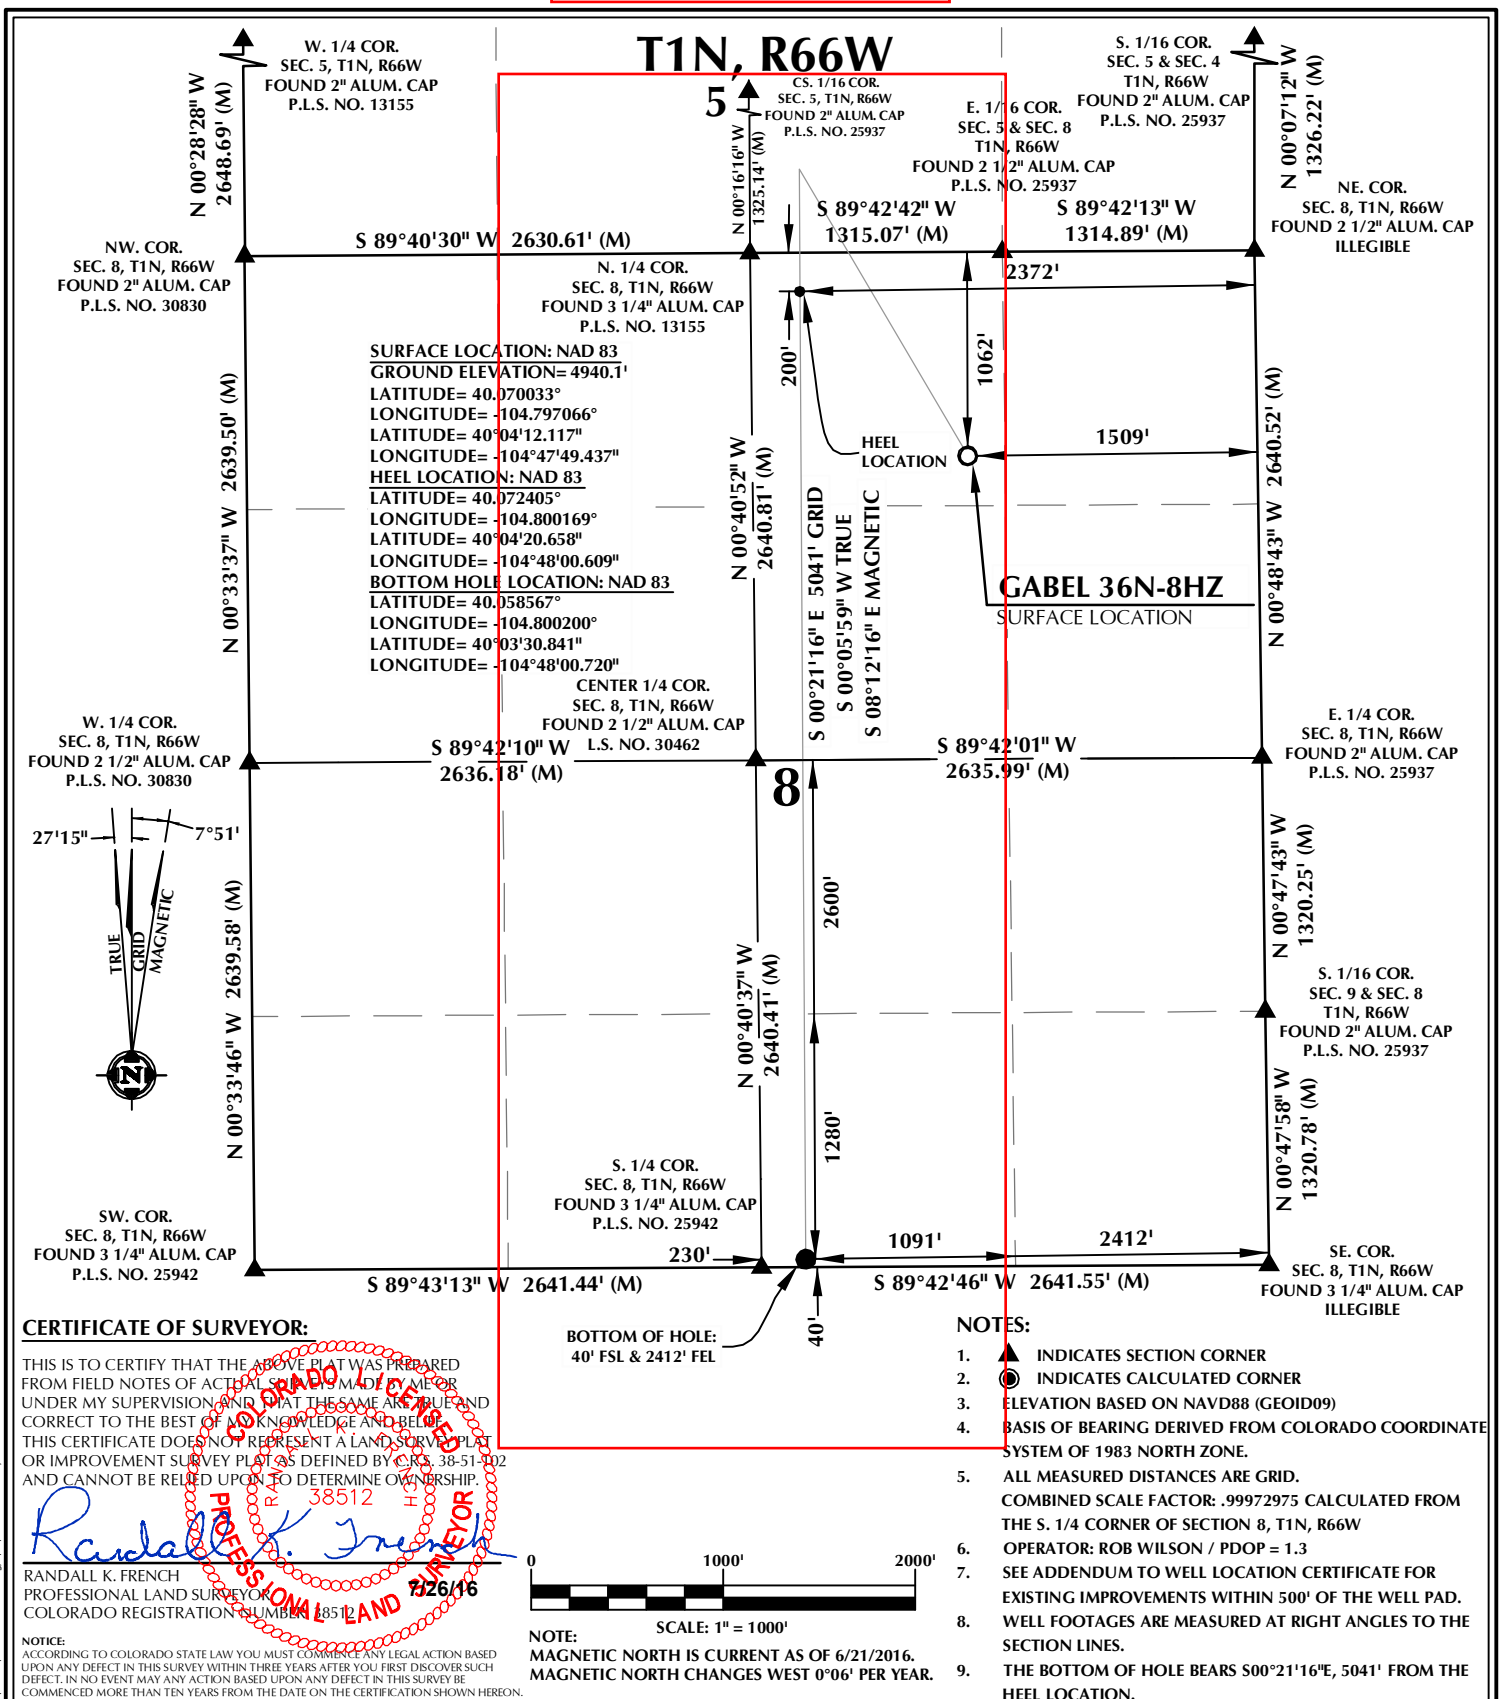 T1N, R66W
W. 1/4 COR.
SEC. 5, T1N, R66W
FOUND 2" ALUM. CAP
P.L.S. NO. 13155
N 00°28'28" W
2648.69' (M)
5
CS. 1/16 COR.
SEC. 5, T1N, R66W
FOUND 2" ALUM. CAP
P.L.S. NO. 25937
N 00°16'16" W
1325.14' (M)
E. 1/16 COR.
SEC. 5 & SEC. 8
T1N, R66W
FOUND 2 1/2" ALUM. CAP
P.L.S. NO. 25937
S. 1/16 COR.
SEC. 5 & SEC. 4
T1N, R66W
FOUND 2" ALUM. CAP
P.L.S. NO. 25937
N 00°07'12" W
1326.22' (M)
NE. COR.
SEC. 8, T1N, R66W
FOUND 2 1/2" ALUM. CAP
ILLEGIBLE
NW. COR.
SEC. 8, T1N, R66W
FOUND 2" ALUM. CAP
P.L.S. NO. 30830
S 89°40'30" W 2630.61' (M)
S 89°42'42" W
1315.07' (M)
S 89°42'13" W
1314.89' (M)
N. 1/4 COR.
SEC. 8, T1N, R66W
FOUND 3 1/4" ALUM. CAP
P.L.S. NO. 13155
2372'
200'
1062'
1509'
HEEL
LOCATION
SURFACE LOCATION: NAD 83
GROUND ELEVATION= 4940.1'
LATITUDE= 40.070033°
LONGITUDE= -104.797066°
LATITUDE= 40°04'12.117"
LONGITUDE= -104°47'49.437"
HEEL LOCATION: NAD 83
LATITUDE= 40.072405°
LONGITUDE= -104.800169°
LATITUDE= 40°04'20.658"
LONGITUDE= -104°48'00.609"
BOTTOM HOLE LOCATION: NAD 83
LATITUDE= 40.058567°
LONGITUDE= -104.800200°
LATITUDE= 40°03'30.841"
LONGITUDE= -104°48'00.720"
N 00°33'37" W 2639.50' (M)
N 00°40'52" W
2640.81' (M)
S 00°21'16" E 5041' GRID
S 00°05'59" W TRUE
S 08°12'16" E MAGNETIC
GABEL 36N-8HZ
SURFACE LOCATION
N 00°48'43" W 2640.52' (M)
CENTER 1/4 COR.
SEC. 8, T1N, R66W
FOUND 2 1/2" ALUM. CAP
L.S. NO. 30462
W. 1/4 COR.
SEC. 8, T1N, R66W
FOUND 2 1/2" ALUM. CAP
P.L.S. NO. 30830
S 89°42'10" W
2636.18' (M)
8
S 89°42'01" W
2635.99' (M)
E. 1/4 COR.
SEC. 8, T1N, R66W
FOUND 2" ALUM. CAP
P.L.S. NO. 25937
27'15"
7°51'
TRUE
GRID
MAGNETIC
N
N 00°33'46" W 2639.58' (M)
N 00°40'37" W
2640.41' (M)
2600'
1280'
N 00°47'43" W
1320.25' (M)
S. 1/16 COR.
SEC. 9 & SEC. 8
T1N, R66W
FOUND 2" ALUM. CAP
P.L.S. NO. 25937
N 00°47'58" W
1320.78' (M)
S. 1/4 COR.
SEC. 8, T1N, R66W
FOUND 3 1/4" ALUM. CAP
P.L.S. NO. 25942
SW. COR.
SEC. 8, T1N, R66W
FOUND 3 1/4" ALUM. CAP
P.L.S. NO. 25942
230'
1091'
2412'
S 89°43'13" W 2641.44' (M)
S 89°42'46" W 2641.55' (M)
SE. COR.
SEC. 8, T1N, R66W
FOUND 3 1/4" ALUM. CAP
ILLEGIBLE
40'
BOTTOM OF HOLE:
40' FSL & 2412' FEL
CERTIFICATE OF SURVEYOR:
THIS IS TO CERTIFY THAT THE ABOVE PLAT WAS PREPARED
FROM FIELD NOTES OF ACTUAL SURVEYS MADE BY ME OR
UNDER MY SUPERVISION AND THAT THE SAME ARE TRUE AND
CORRECT TO THE BEST OF MY KNOWLEDGE AND BELIEF.
THIS CERTIFICATE DOES NOT REPRESENT A LAND SURVEY PLAT
OR IMPROVEMENT SURVEY PLAT AS DEFINED BY C.R.S. 38-51-102
AND CANNOT BE RELIED UPON TO DETERMINE OWNERSHIP.
COLORADO LICENSED
PROFESSIONAL LAND SURVEYOR
RANDALL K. FRENCH
38512
Randall K. French
7/26/16
RANDALL K. FRENCH
PROFESSIONAL LAND SURVEYOR
COLORADO REGISTRATION NUMBER 38512
NOTICE:
ACCORDING TO COLORADO STATE LAW YOU MUST COMMENCE ANY LEGAL ACTION BASED
UPON ANY DEFECT IN THIS SURVEY WITHIN THREE YEARS AFTER YOU FIRST DISCOVER SUCH
DEFECT. IN NO EVENT MAY ANY ACTION BASED UPON ANY DEFECT IN THIS SURVEY BE
COMMENCED MORE THAN TEN YEARS FROM THE DATE ON THE CERTIFICATION SHOWN HEREON.
0 1000' 2000'
SCALE: 1" = 1000'
NOTE:
MAGNETIC NORTH IS CURRENT AS OF 6/21/2016.
MAGNETIC NORTH CHANGES WEST 0°06' PER YEAR.
NOTES:
1. INDICATES SECTION CORNER
2. INDICATES CALCULATED CORNER
3. ELEVATION BASED ON NAVD88 (GEOID09)
4. BASIS OF BEARING DERIVED FROM COLORADO COORDINATE
SYSTEM OF 1983 NORTH ZONE.
5. ALL MEASURED DISTANCES ARE GRID.
COMBINED SCALE FACTOR: .99972975 CALCULATED FROM
THE S. 1/4 CORNER OF SECTION 8, T1N, R66W
6. OPERATOR: ROB WILSON / PDOP = 1.3
7. SEE ADDENDUM TO WELL LOCATION CERTIFICATE FOR
EXISTING IMPROVEMENTS WITHIN 500' OF THE WELL PAD.
8. WELL FOOTAGES ARE MEASURED AT RIGHT ANGLES TO THE
SECTION LINES.
9. THE BOTTOM OF HOLE BEARS S00°21'16"E, 5041' FROM THE
HEEL LOCATION.